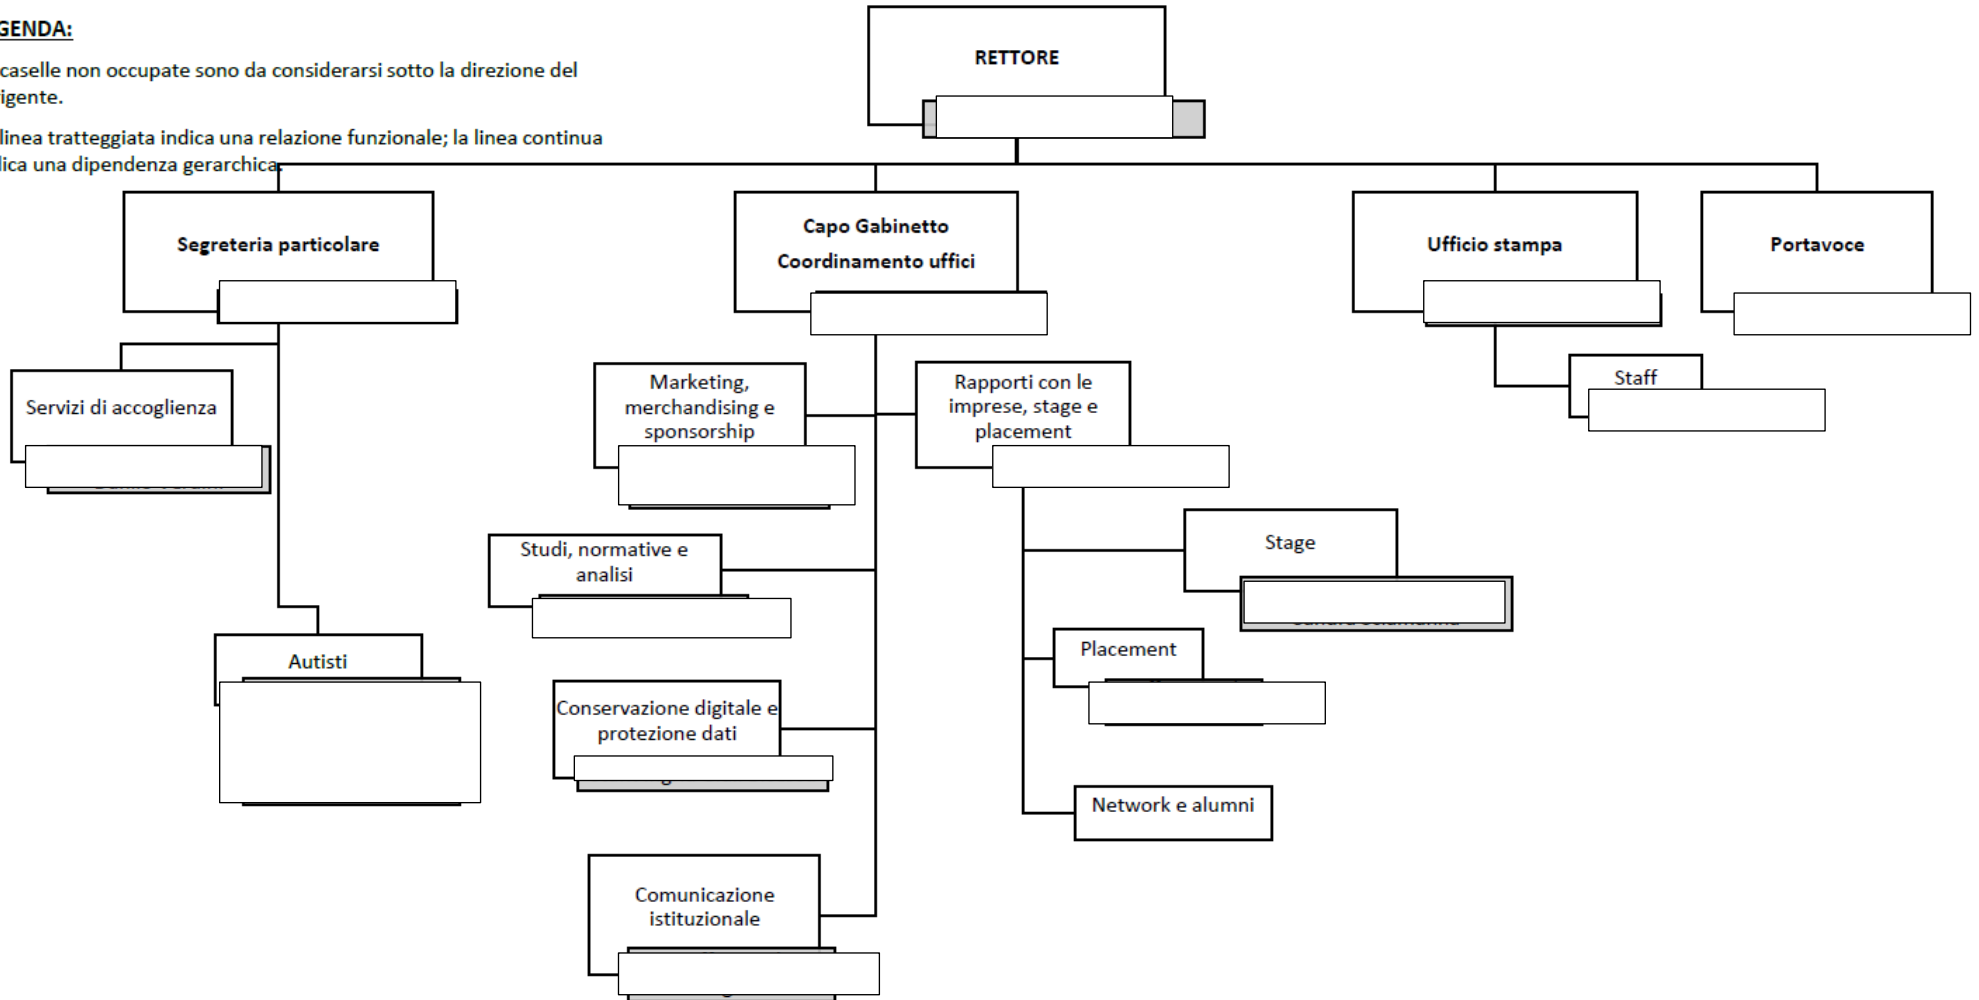 GENDA:
caselle non occupate sono da considerarsi sotto la direzione del
igente.
linea tratteggiata indica una relazione funzionale; la linea continua
lica una dipendenza gerarchica.
RETTORE
Segreteria particolare
Capo Gabinetto
Coordinamento uffici
Ufficio stampa
Portavoce
Servizi di accoglienza
Marketing,
merchandising e
sponsorship
Rapporti con le
imprese, stage e
placement
Staff
Studi, normative e
analisi
Stage
Autisti
Placement
Conservazione digitale e
protezione dati
Network e alumni
Comunicazione
istituzionale